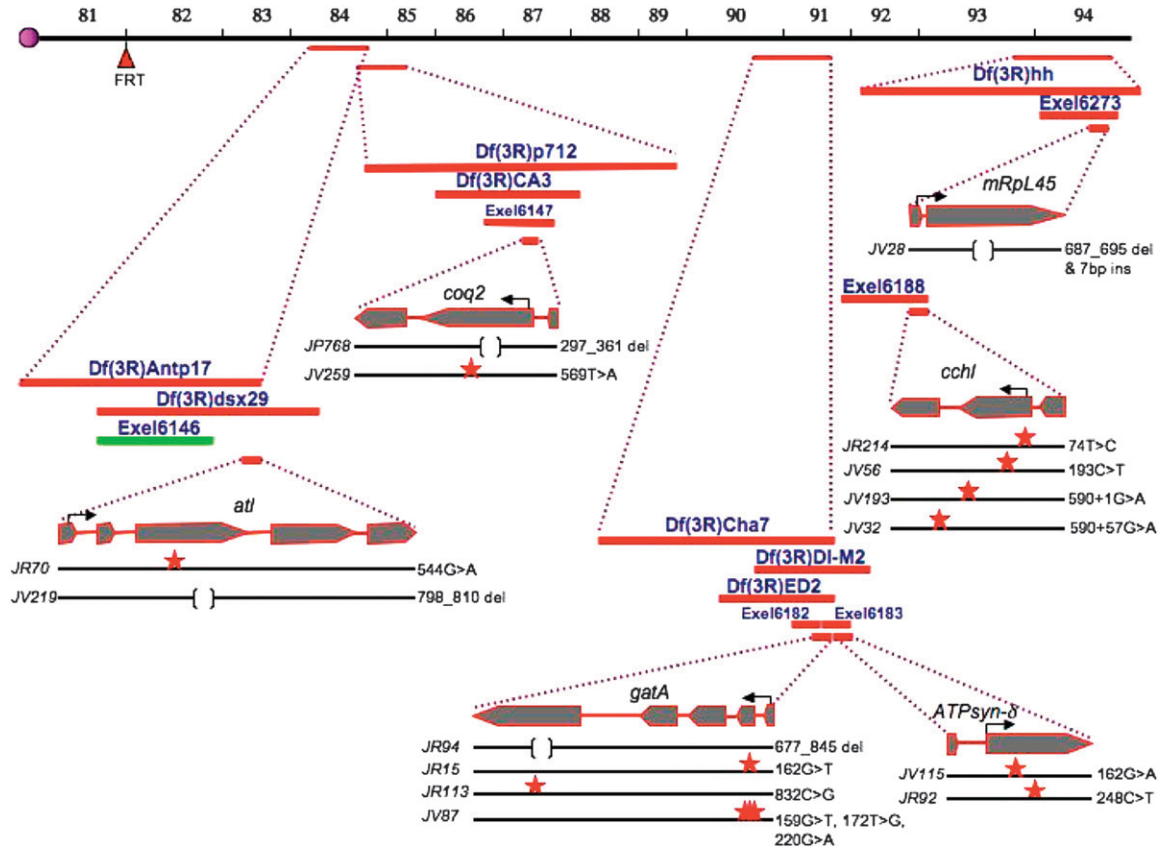 81 82 84 85 86 87 88 89 90 91 92 93 94
FRT
Df(3R)hh
Exel6273
mRpL45
JV28 687_695 del
& 7bp ins
Df(3R)p712
Df(3R)CA3
Exel6147
coq2
JP768 297_361 del
JV259 569T>A
Exel6188
cchl
JR214 74T>C
JV56 193C>T
JV193 590+1G>A
JV32 590+57G>A
Df(3R)Antp17
Df(3R)dsx29
Exel6146
atl
JR70 544G>A
JV219 798_810 del
Df(3R)Cha7
Df(3R)Dl-M2
Df(3R)ED2
Exel6182 Exel6183
gatA
JR94 677_845 del
JR15 162G>T
JR113 832C>G
JV87 159G>T, 172T>G,
220G>A
ATPsyn-δ
JV115 162G>A
JR92 248C>T